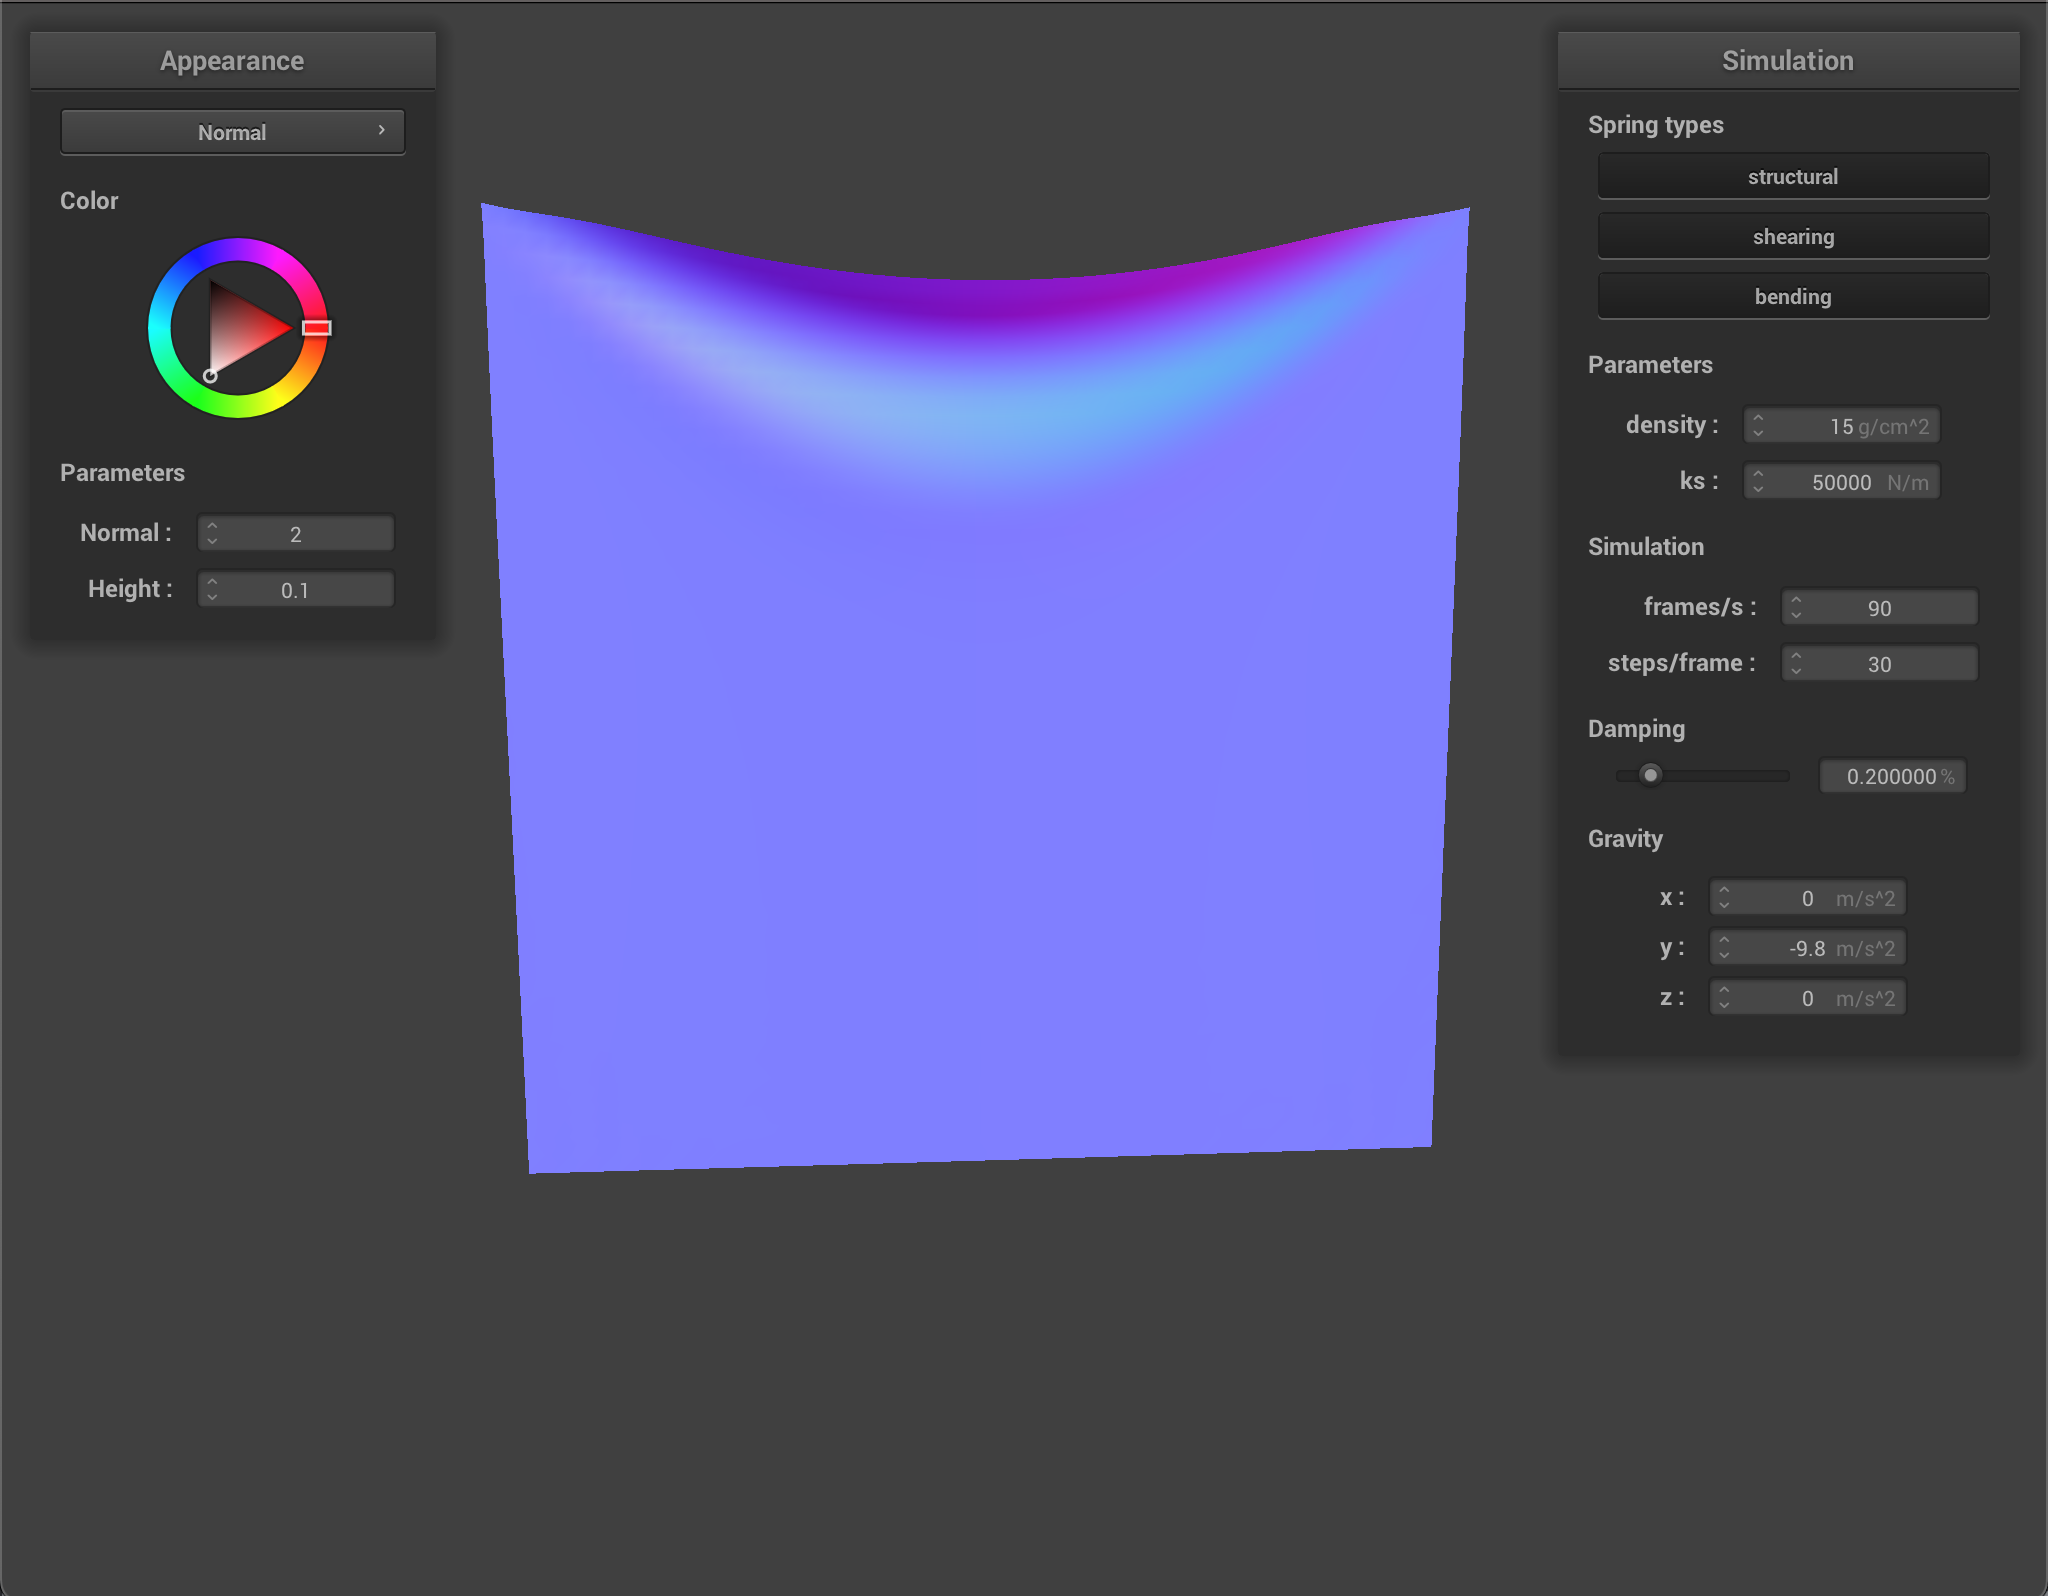 Appearance
Normal
Color
Parameters
Normal : 2
Height : 0.1
Simulation
Spring types
structural
shearing
bending
Parameters
density : 15 g/cm^2
ks : 50000 N/m
Simulation
frames/s : 90
steps/frame : 30
Damping
0.200000 %
Gravity
x : 0 m/s^2
y : -9.8 m/s^2
z : 0 m/s^2